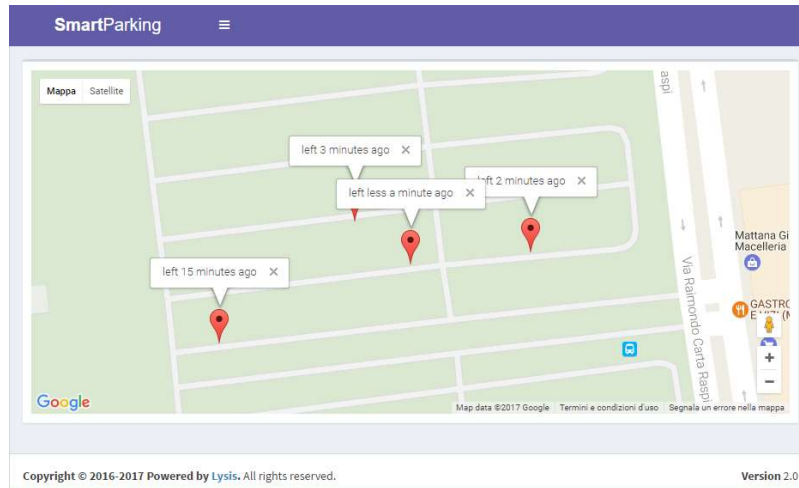 SmartParking
Mappa Satellite
aspi
left 3 minutes ago
left 2 minutes ago
left less a minute ago
left 15 minutes ago
Mattana Gi
Macelleria
GASTRO
Via Raimondo Carta Raspi
Google
Map data ©2017 Google Termini e condizioni d'uso Segnala un errore nella mappa
Copyright © 2016-2017 Powered by Lysis. All rights reserved.
Version 2.0